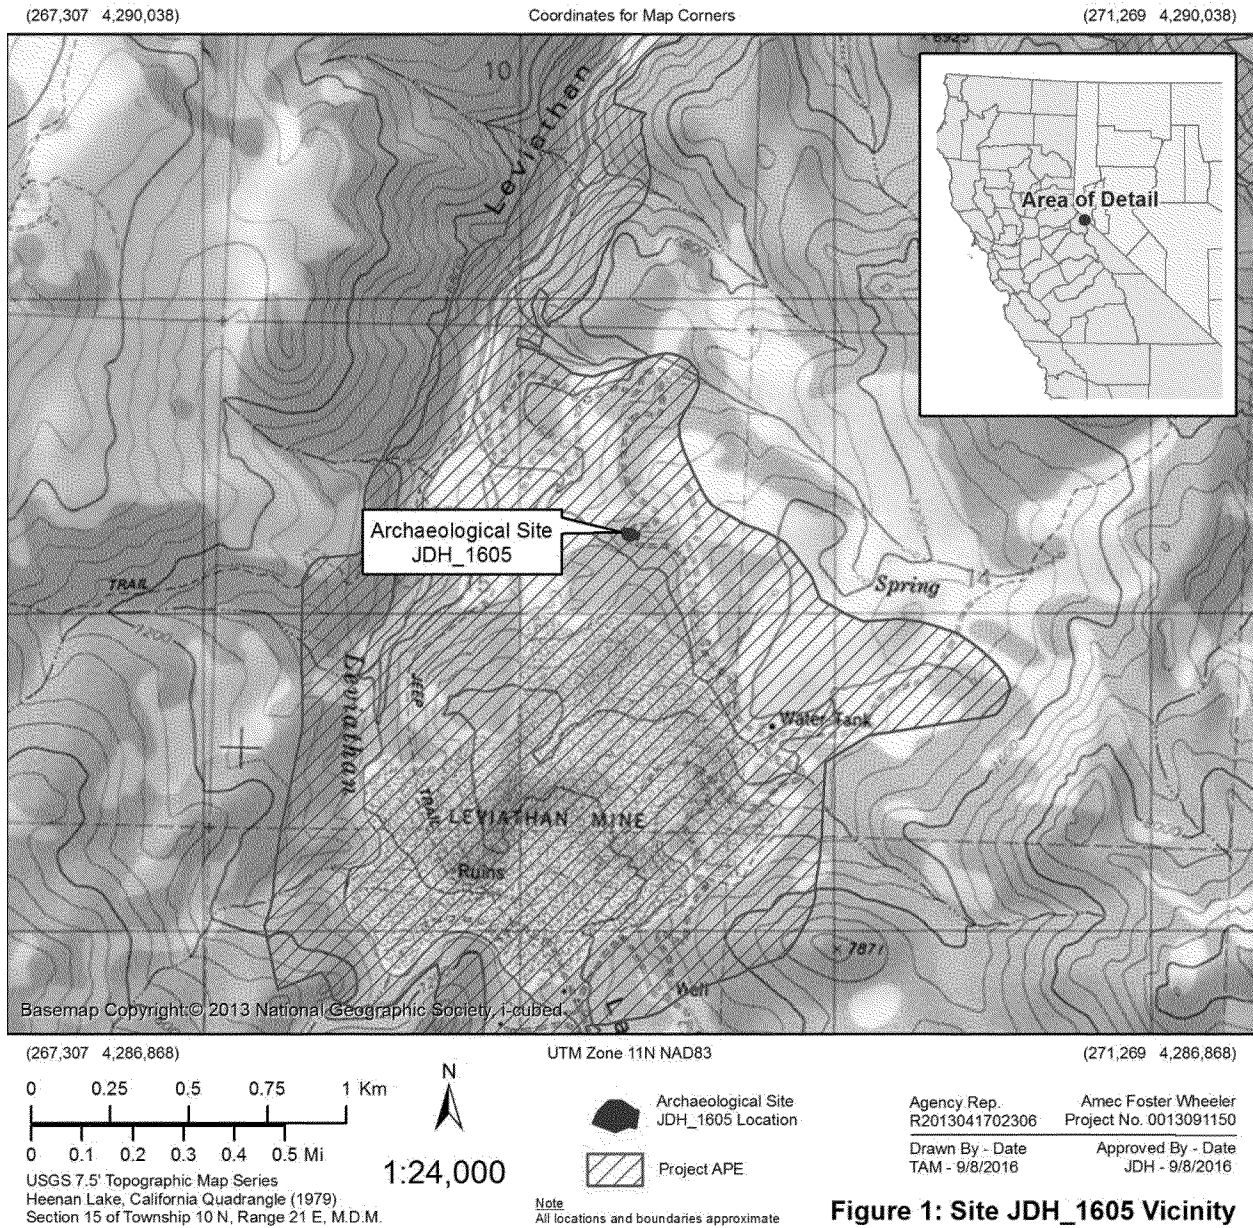 (267,307 4,290,038)
Coordinates for Map Corners
(271,269 4,290,038)
6925
10
Leviathan
Area of Detail
Archaeological Site
JDH_1605
Spring
14
TRAIL
Leviathan
JEEP
TRAIL
Water Tank
LEVIATHAN MINE
Ruins
7871
Well
Basemap Copyright:© 2013 National Geographic Society, i-cubed
(267,307 4,286,868)
UTM Zone 11N NAD83
(271,269 4,286,868)
0 0.25 0.5 0.75 1 Km
0 0.1 0.2 0.3 0.4 0.5 Mi
USGS 7.5' Topographic Map Series
Heenan Lake, California Quadrangle (1979)
Section 15 of Township 10 N, Range 21 E, M.D.M.
N
1:24,000
Archaeological Site
JDH_1605 Location
Project APE
Note
All locations and boundaries approximate
Agency Rep.
R2013041702306
Amec Foster Wheeler
Project No. 0013091150
Drawn By - Date
TAM - 9/8/2016
Approved By - Date
JDH - 9/8/2016
Figure 1: Site JDH_1605 Vicinity